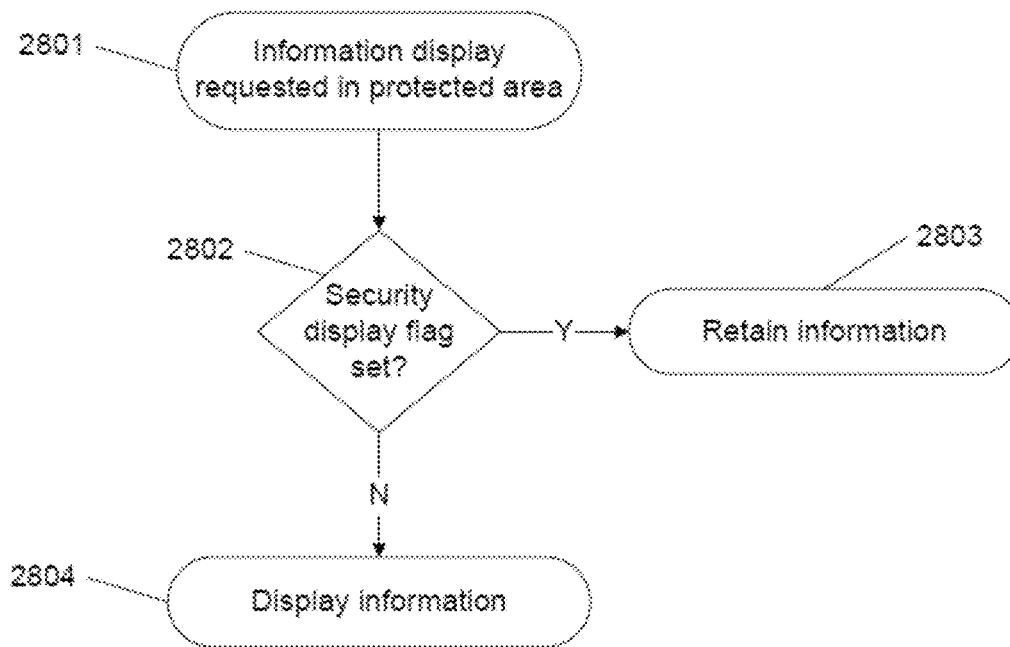 2801
Information display
requested in protected area
2802
Security
display flag
set?
Y
2803
Retain information
N
2804
Display information